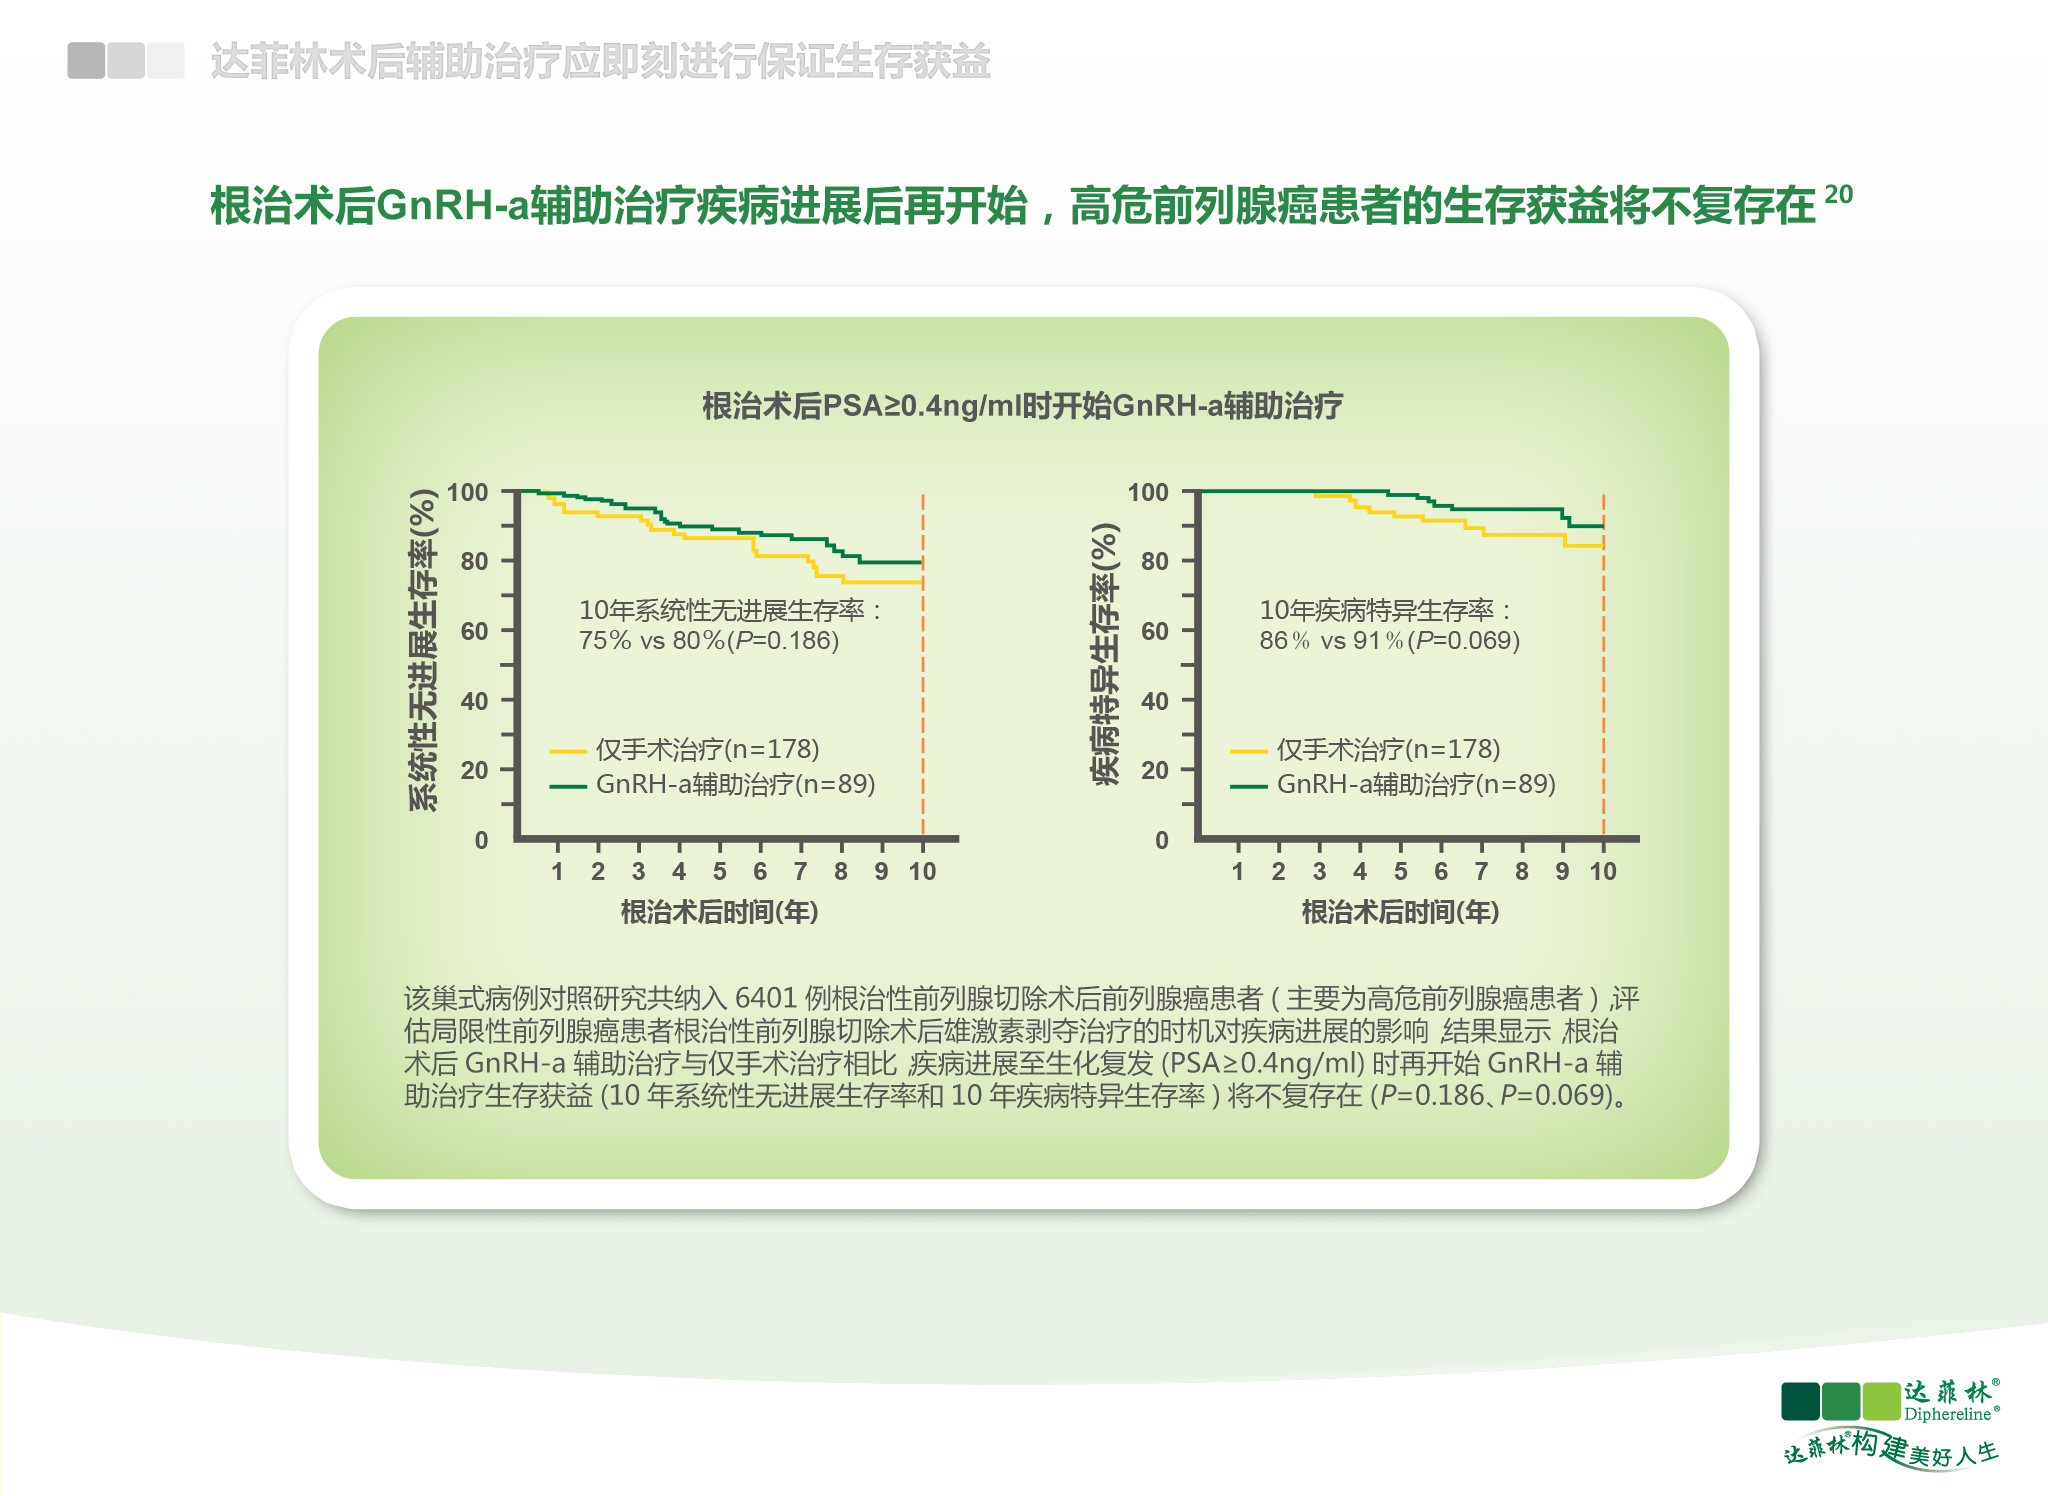 达菲林术后辅助治疗应即刻进行保证生存获益
根治术后GnRH-a辅助治疗疾病进展后再开始，高危前列腺癌患者的生存获益将不复存在20
根治术后PSA≥0.4ng/ml时开始GnRH-a辅助治疗
系统性无进展生存率(%)
100
80
60
40
20
0
10年系统性无进展生存率：
75% vs 80%(P=0.186)
仅手术治疗(n=178)
GnRH-a辅助治疗(n=89)
1 2 3 4 5 6 7 8 9 10
根治术后时间(年)
疾病特异生存率(%)
100
80
60
40
20
0
10年疾病特异生存率：
86% vs 91%(P=0.069)
仅手术治疗(n=178)
GnRH-a辅助治疗(n=89)
1 2 3 4 5 6 7 8 9 10
根治术后时间(年)
该巢式病例对照研究共纳入 6401 例根治性前列腺切除术后前列腺癌患者 ( 主要为高危前列腺癌患者 ) ,评
估局限性前列腺癌患者根治性前列腺切除术后雄激素剥夺治疗的时机对疾病进展的影响 ,结果显示 ,根治
术后 GnRH-a 辅助治疗与仅手术治疗相比 ,疾病进展至生化复发 (PSA≥0.4ng/ml) 时再开始 GnRH-a 辅
助治疗生存获益 (10 年系统性无进展生存率和 10 年疾病特异生存率 ) 将不复存在 (P=0.186、P=0.069)。
达菲林®
Diphereline®
达菲林®构建美好人生